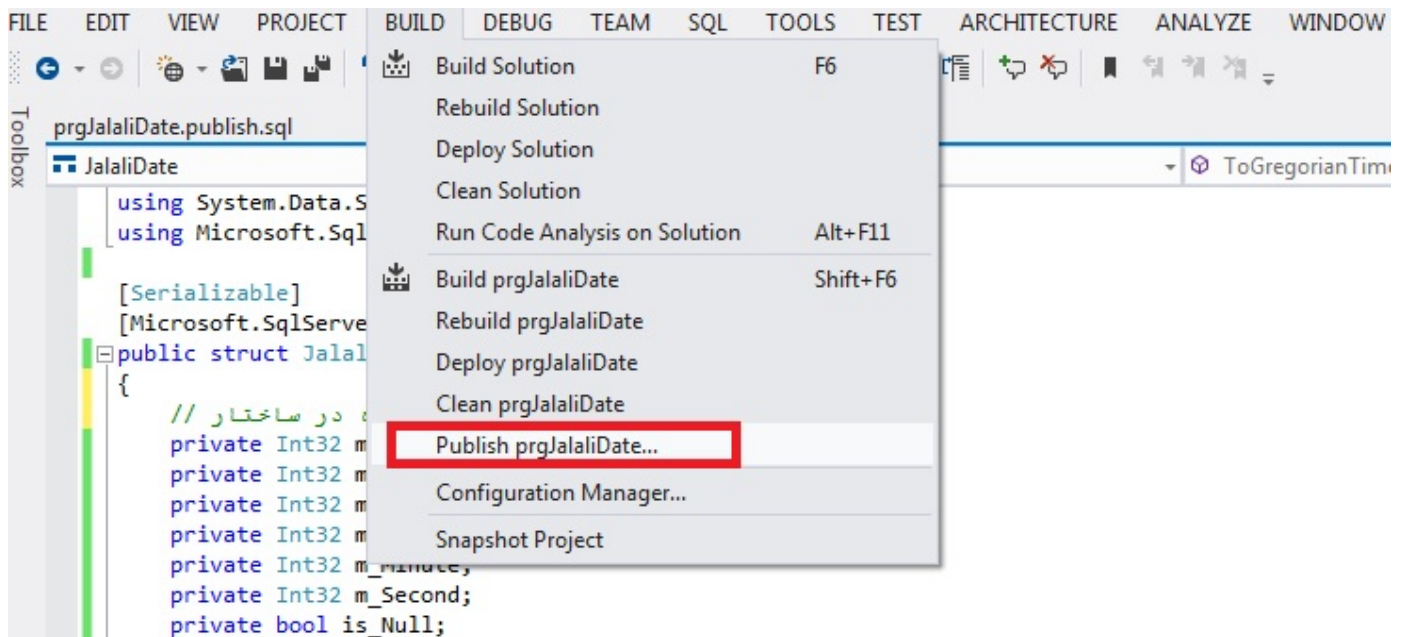 FILE EDIT VIEW PROJECT BUILD DEBUG TEAM SQL TOOLS TEST ARCHITECTURE ANALYZE WINDOW
Build Solution F6
Rebuild Solution
Deploy Solution
Clean Solution
Run Code Analysis on Solution Alt+F11
Build prgJalaliDate Shift+F6
Rebuild prgJalaliDate
Deploy prgJalaliDate
Clean prgJalaliDate
Publish prgJalaliDate...
Configuration Manager...
Snapshot Project
Toolbox
prgJalaliDate.publish.sql
JalaliDate
ToGregorianTime
using System.Data.S
using Microsoft.Sql
[Serializable]
[Microsoft.SqlServe
public struct Jalal
{
// در ساختار
private Int32 m
private Int32 m
private Int32 m
private Int32 m
private Int32 m_Minute;
private Int32 m_Second;
private bool is_Null;